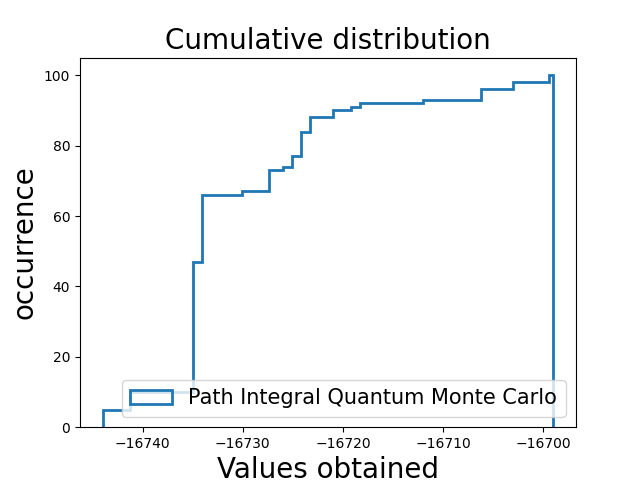 Cumulative distribution
100
80
60
40
20
0
occurrence
Path Integral Quantum Monte Carlo
−16740 −16730 −16720 −16710 −16700
Values obtained